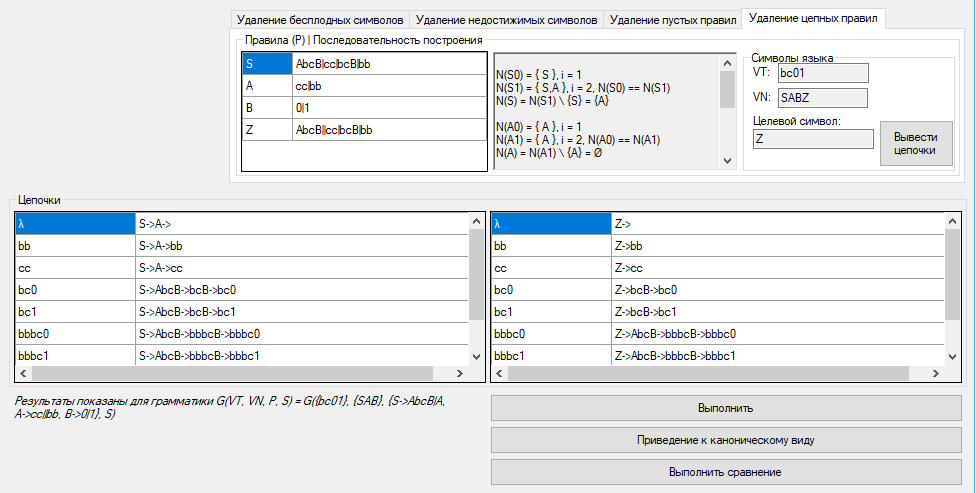 Удаление бесплодных символов Удаление недостижимых символов Удаление пустых правил Удаление цепных правил
Правила (P) | Последовательность построения
S AbcB||cc|bcB|bb
A cc||bb
B 0|1
Z AbcB||cc|bcB|bb
N(S0) = { S }, i = 1
N(S1) = { S,A }, i = 2, N(S0) == N(S1)
N(S) = N(S1) \ {S} = {A}
N(A0) = { A }, i = 1
N(A1) = { A }, i = 2, N(A0) == N(A1)
N(A) = N(A1) \ {A} = Ø
Символы языка
VT: bc01
VN: SABZ
Целевой символ:
Z
Вывести
цепочки
Цепочки
λ S->A->
bb S->A->bb
cc S->A->cc
bc0 S->AbcB->bcB->bc0
bc1 S->AbcB->bcB->bc1
bbbc0 S->AbcB->bbbcB->bbbc0
bbbc1 S->AbcB->bbbcB->bbbc1
λ Z->
bb Z->bb
cc Z->cc
bc0 Z->bcB->bc0
bc1 Z->bcB->bc1
bbbc0 Z->AbcB->bbbcB->bbbc0
bbbc1 Z->AbcB->bbbcB->bbbc1
Результаты показаны для грамматики G(VT, VN, P, S) = G({bc01}, {SAB}, {S->AbcB|A,
A->cc||bb, B->0|1}, S)
Выполнить
Приведение к каноническому виду
Выполнить сравнение